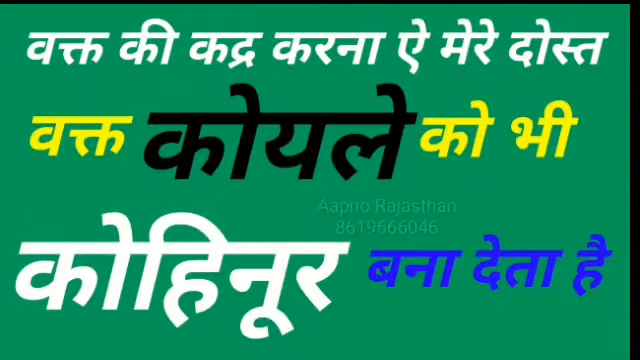 वक्त की कद्र करना ऐ मेरे दोस्त
वक्त कोयले को भी
Aapno Rajasthan
8619666046
कोहिनूर बना देता है